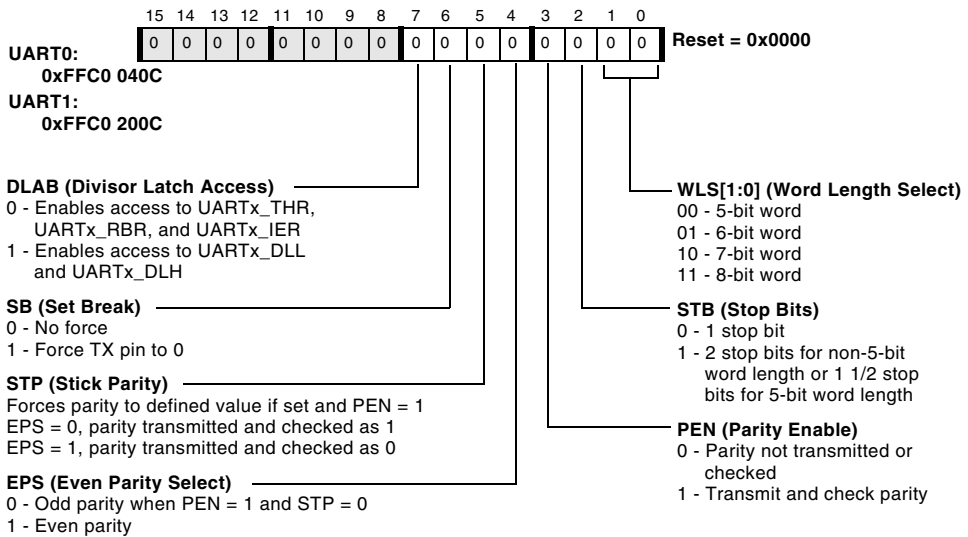 15 14 13 12 11 10 9 8 7 6 5 4 3 2 1 0
0 0 0 0 0 0 0 0 0 0 0 0 0 0 0 0
Reset = 0x0000
UART0:
0xFFC0 040C
UART1:
0xFFC0 200C
DLAB (Divisor Latch Access)
0 - Enables access to UARTx_THR,
UARTx_RBR, and UARTx_IER
1 - Enables access to UARTx_DLL
and UARTx_DLH
SB (Set Break)
0 - No force
1 - Force TX pin to 0
STP (Stick Parity)
Forces parity to defined value if set and PEN = 1
EPS = 0, parity transmitted and checked as 1
EPS = 1, parity transmitted and checked as 0
EPS (Even Parity Select)
0 - Odd parity when PEN = 1 and STP = 0
1 - Even parity
WLS[1:0] (Word Length Select)
00 - 5-bit word
01 - 6-bit word
10 - 7-bit word
11 - 8-bit word
STB (Stop Bits)
0 - 1 stop bit
1 - 2 stop bits for non-5-bit
word length or 1 1/2 stop
bits for 5-bit word length
PEN (Parity Enable)
0 - Parity not transmitted or
checked
1 - Transmit and check parity